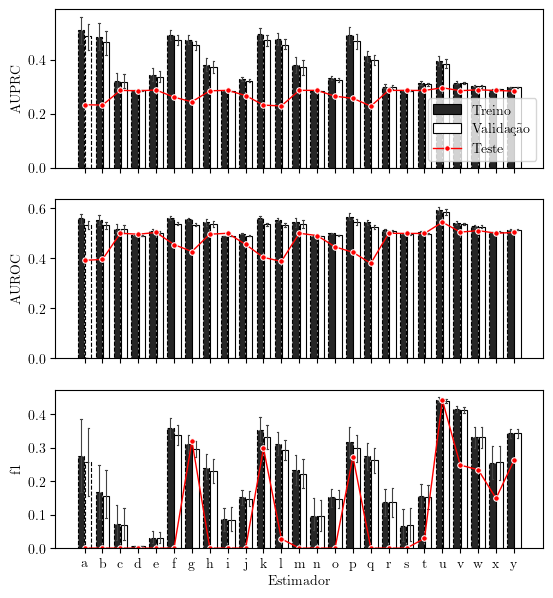 AUPRC
0.4
0.2
0.0
Treino
Validação
Teste
AUROC
0.6
0.4
0.2
0.0
f1
0.4
0.3
0.2
0.1
0.0
a b c d e f g h i j k l m n o p q r s t u v w x y
Estimador